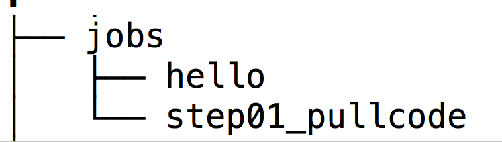 ├── jobs
│   ├── hello
│   └── step01_pullcode